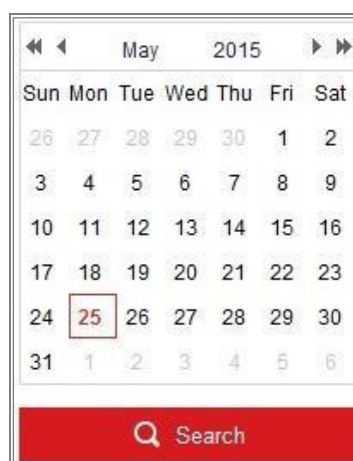 May 2015
Sun Mon Tue Wed Thu Fri Sat
26 27 28 29 30 1 2
3 4 5 6 7 8 9
10 11 12 13 14 15 16
17 18 19 20 21 22 23
24 25 26 27 28 29 30
31 1 2 3 4 5 6
Search